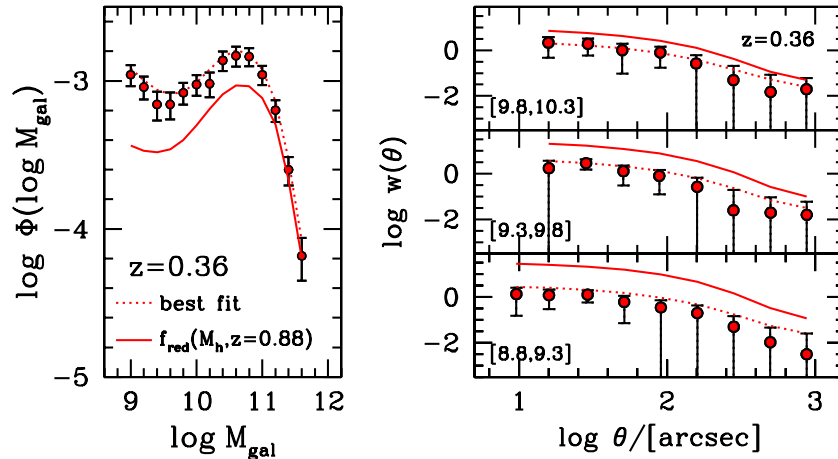 log Φ(log M_gal)
-3
-4
-5
z=0.36
best fit
f_red(M_h,z=0.88)
9 10 11 12
log M_gal
log w(θ)
0
-2
z=0.36
[9.8,10.3]
0
-2
[9.3,9.8]
0
-2
[8.8,9.3]
1 2 3
log θ/[arcsec]